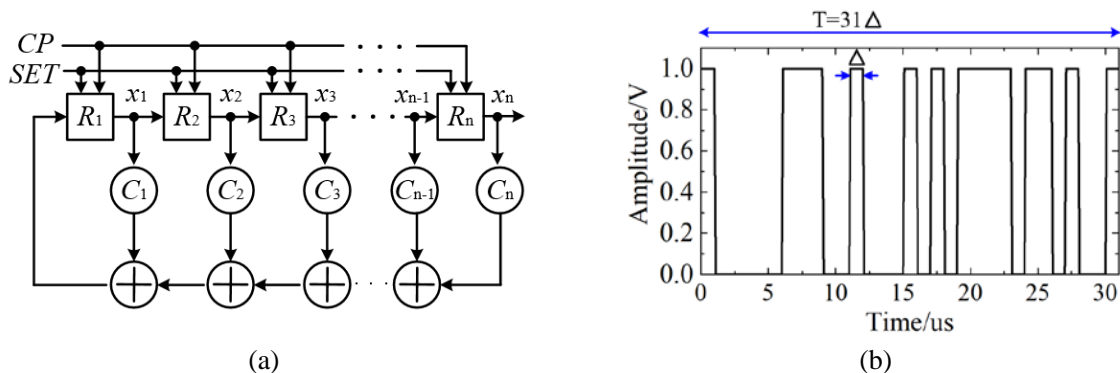 CP
SET
R1 x1 R2 x2 R3 x3 · · · xn-1 Rn xn
C1 C2 C3 Cn-1 Cn
(a)
T=31Δ
Δ
Amplitude/V
1.0
0.8
0.6
0.4
0.2
0.0
0 5 10 15 20 25 30
Time/us
(b)